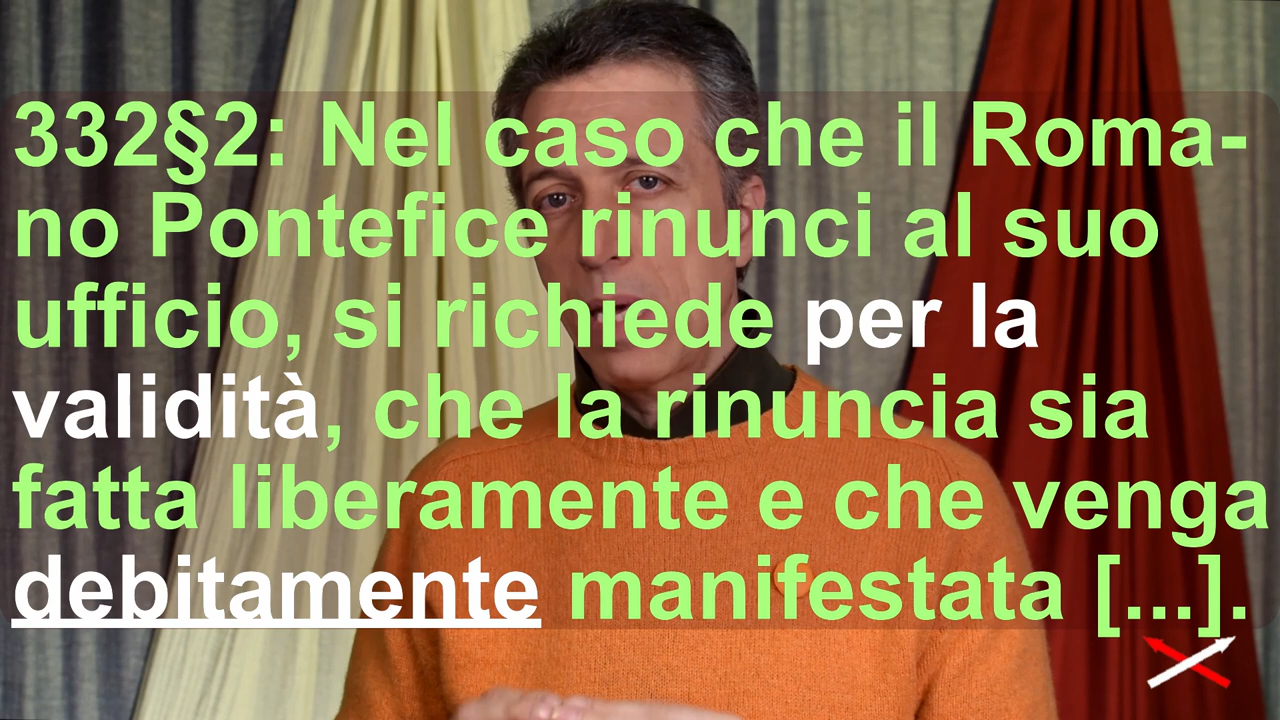 332§2: Nel caso che il Roma-
no Pontefice rinunci al suo
ufficio, si richiede per la
validità, che la rinuncia sia
fatta liberamente e che venga
debitamente manifestata [...].